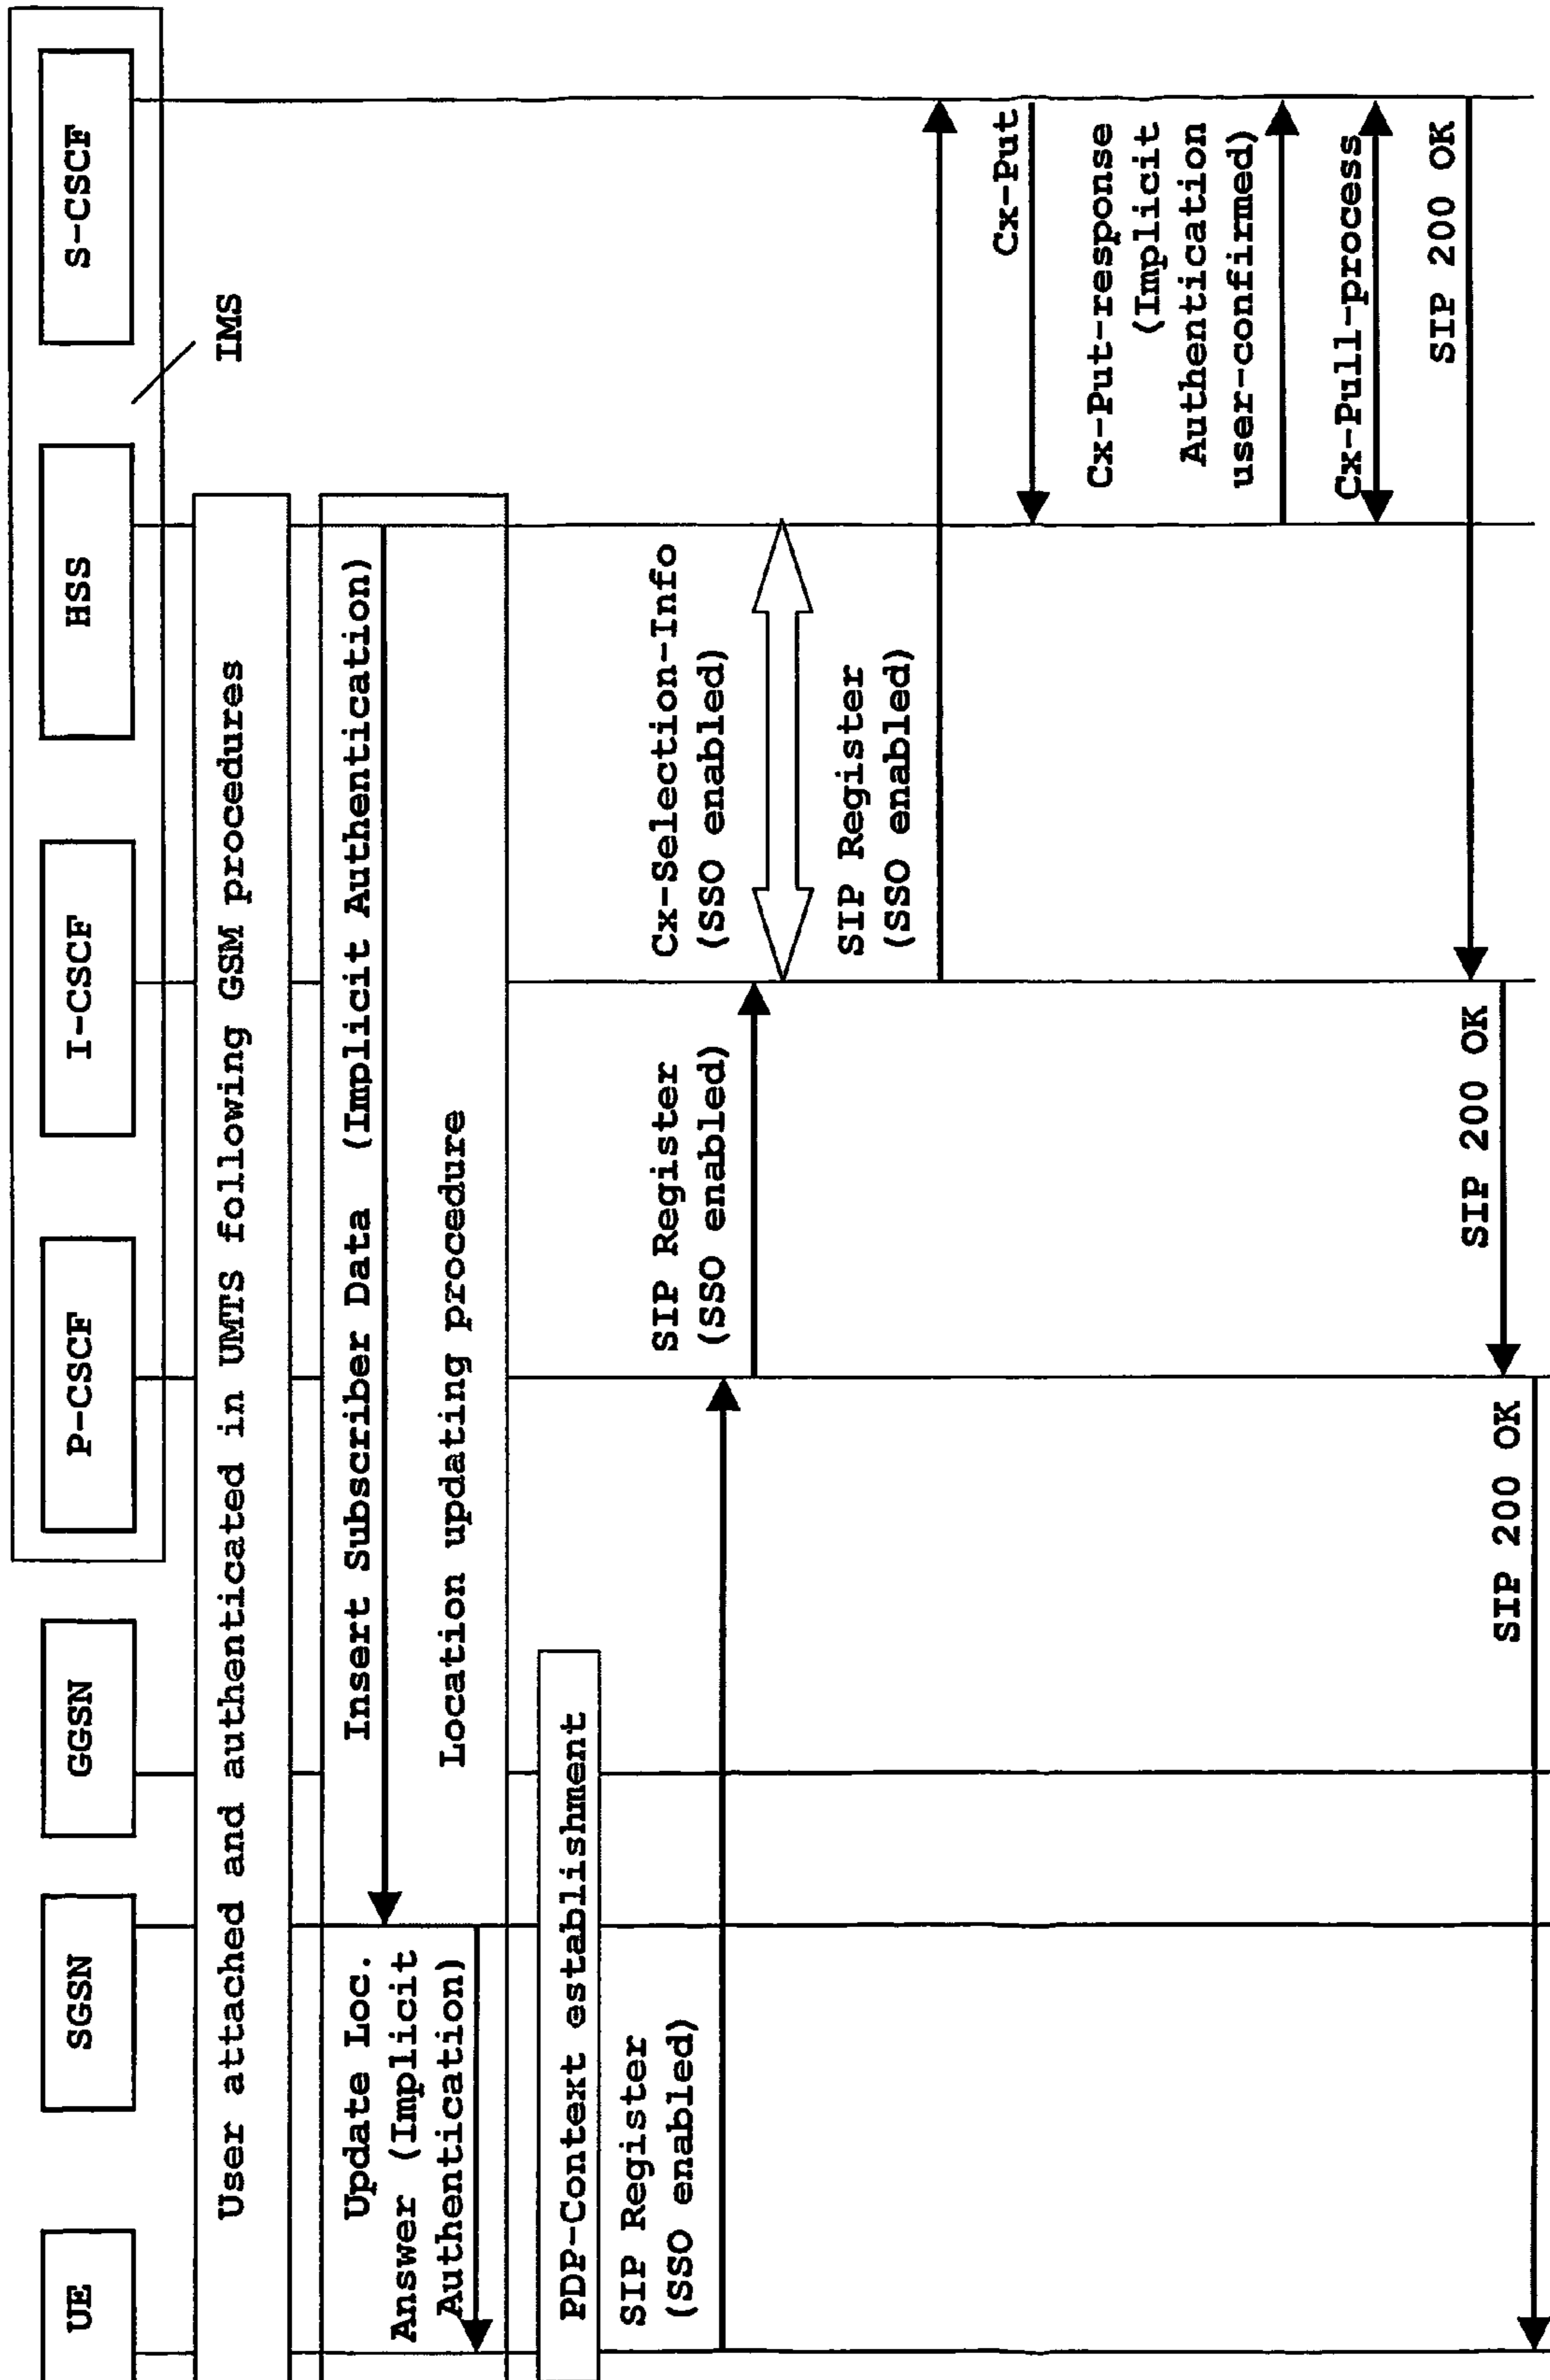 UE
SGSN
GGSN
P-CSCF
I-CSCF
HSS
S-CSCF
IMS
User attached and authenticated in UMTS following GSM procedures
Update Loc.
Answer (Implicit
Authentication)
Insert Subscriber Data (Implicit Authentication)
Location updating procedure
PDP-Context establishment
SIP Register
(SSO enabled)
SIP Register
(SSO enabled)
Cx-Selection-Info
(SSO enabled)
SIP Register
(SSO enabled)
Cx-Put
Cx-Put-response
(Implicit
Authentication
user-confirmed)
Cx-Pull-process
SIP 200 OK
SIP 200 OK
SIP 200 OK